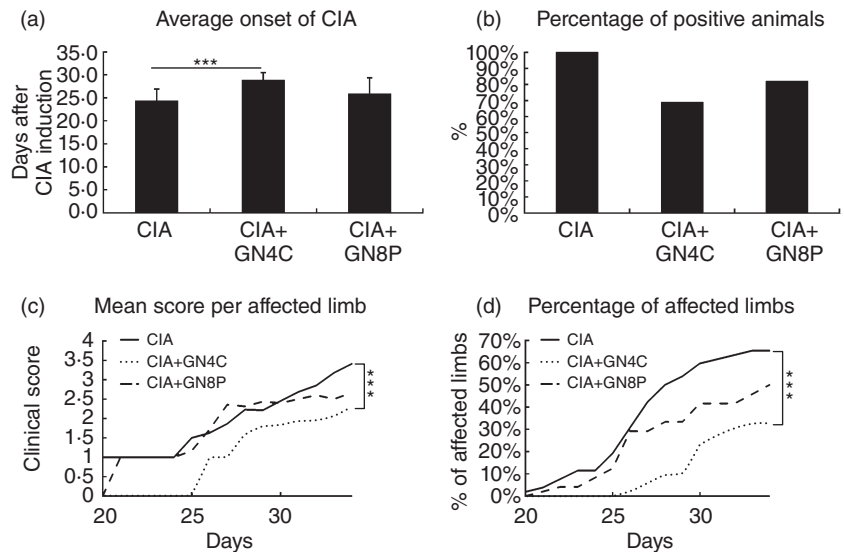 (a) Average onset of CIA
Days after
CIA induction
35·0
30·0
25·0
20·0
15·0
10·0
5·0
0·0
***
CIA
CIA+
GN4C
CIA+
GN8P
(b) Percentage of positive animals
%
100%
90%
80%
70%
60%
50%
40%
30%
20%
10%
0%
CIA
CIA+
GN4C
CIA+
GN8P
(c) Mean score per affected limb
Clinical score
4
3·5
3
2·5
2
1·5
1
0·5
0
CIA
CIA+GN4C
CIA+GN8P
***
20 25 30
Days
(d) Percentage of affected limbs
% of affected limbs
70%
60%
50%
40%
30%
20%
10%
0%
CIA
CIA+GN4C
CIA+GN8P
***
20 25 30
Days